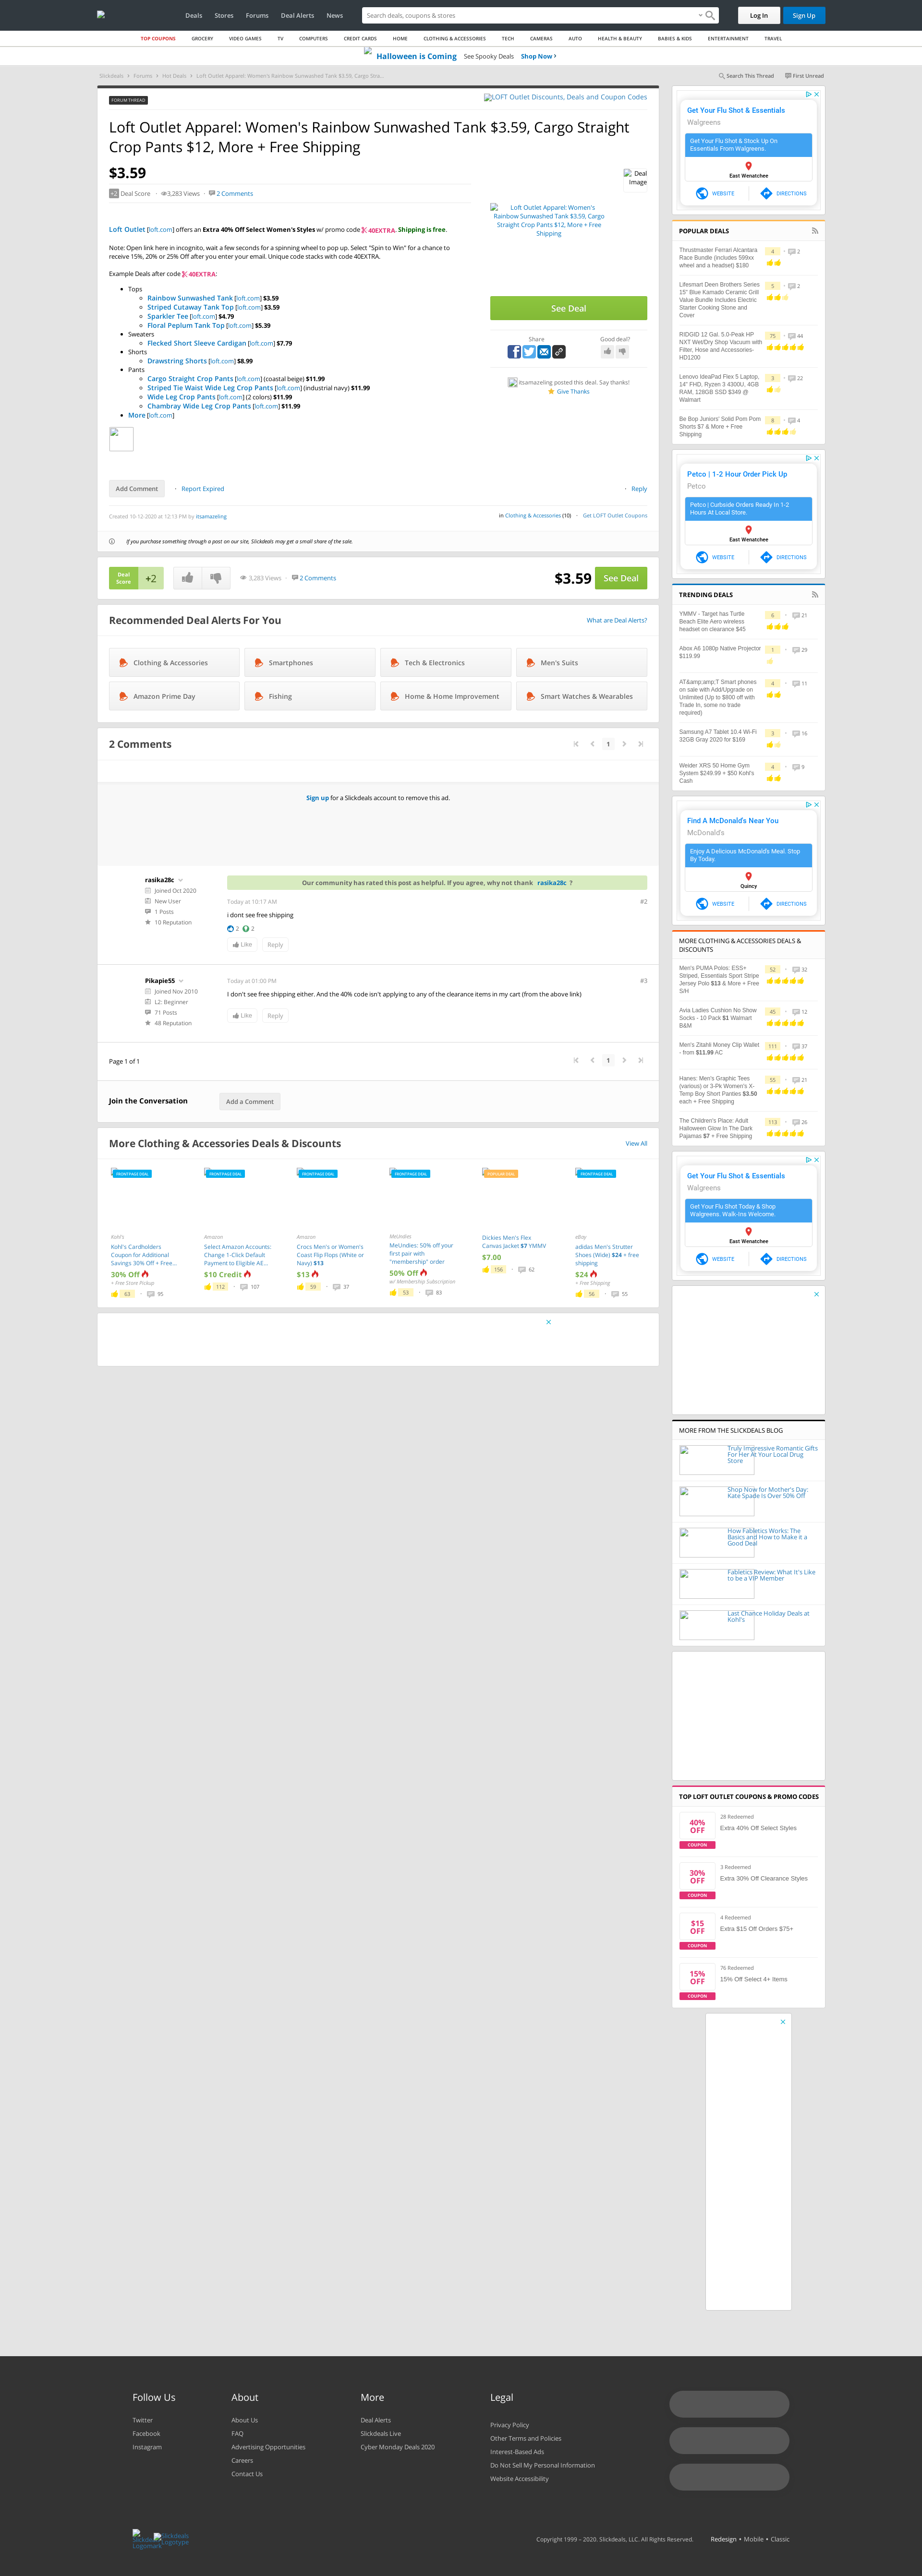 Deals
Stores
Forums
Deal Alerts
News
Search deals, coupons & stores
Log In
Sign Up
TOP COUPONS
GROCERY
VIDEO GAMES
TV
COMPUTERS
CREDIT CARDS
HOME
CLOTHING & ACCESSORIES
TECH
CAMERAS
AUTO
HEALTH & BEAUTY
BABIES & KIDS
ENTERTAINMENT
TRAVEL
Halloween is Coming
See Spooky Deals
Shop Now
Slickdeals
Forums
Hot Deals
Loft Outlet Apparel: Women's Rainbow Sunwashed Tank $3.59, Cargo Stra...
Search This Thread
First Unread
FORUM THREAD
LOFT Outlet Discounts, Deals and Coupon Codes
Loft Outlet Apparel: Women's Rainbow Sunwashed Tank $3.59, Cargo Straight
Crop Pants $12, More + Free Shipping
$3.59
+2 Deal Score
3,283 Views
2 Comments
Deal
Image
Loft Outlet Apparel: Women's
Rainbow Sunwashed Tank $3.59, Cargo
Straight Crop Pants $12, More + Free
Shipping
Loft Outlet [loft.com] offers an Extra 40% Off Select Women's Styles w/ promo code 40EXTRA. Shipping is free.
Note: Open link here in incognito, wait a few seconds for a spinning wheel to pop up. Select "Spin to Win" for a chance to
receive 15%, 20% or 25% Off after you enter your email. Unique code stacks with code 40EXTRA.
Example Deals after code 40EXTRA:
Tops
Rainbow Sunwashed Tank [loft.com] $3.59
Striped Cutaway Tank Top [loft.com] $3.59
Sparkler Tee [loft.com] $4.79
Floral Peplum Tank Top [loft.com] $5.39
Sweaters
Flecked Short Sleeve Cardigan [loft.com] $7.79
Shorts
Drawstring Shorts [loft.com] $8.99
Pants
Cargo Straight Crop Pants [loft.com] (coastal beige) $11.99
Striped Tie Waist Wide Leg Crop Pants [loft.com] (industrial navy) $11.99
Wide Leg Crop Pants [loft.com] (2 colors) $11.99
Chambray Wide Leg Crop Pants [loft.com] $11.99
More [loft.com]
See Deal
Share
Good deal?
itsamazeling posted this deal. Say thanks!
Give Thanks
Add Comment
Report Expired
Reply
Created 10-12-2020 at 12:13 PM by itsamazeling
in Clothing & Accessories (10)
Get LOFT Outlet Coupons
If you purchase something through a post on our site, Slickdeals may get a small share of the sale.
Deal
Score
+2
3,283 Views
2 Comments
$3.59
See Deal
Recommended Deal Alerts For You
What are Deal Alerts?
Clothing & Accessories
Smartphones
Tech & Electronics
Men's Suits
Amazon Prime Day
Fishing
Home & Home Improvement
Smart Watches & Wearables
2 Comments
1
Sign up for a Slickdeals account to remove this ad.
rasika28c
Joined Oct 2020
New User
1 Posts
10 Reputation
Our community has rated this post as helpful. If you agree, why not thank rasika28c ?
Today at 10:17 AM
#2
i dont see free shipping
2
2
Like
Reply
Pikapie55
Joined Nov 2010
L2: Beginner
71 Posts
48 Reputation
Today at 01:00 PM
#3
I don't see free shipping either. And the 40% code isn't applying to any of the clearance items in my cart (from the above link)
Like
Reply
Page 1 of 1
1
Join the Conversation
Add a Comment
More Clothing & Accessories Deals & Discounts
View All
FRONTPAGE DEAL
Kohl's
Kohl's Cardholders
Coupon for Additional
Savings 30% Off + Free...
30% Off
+ Free Store Pickup
63
95
FRONTPAGE DEAL
Amazon
Select Amazon Accounts:
Change 1-Click Default
Payment to Eligible AE...
$10 Credit
112
107
FRONTPAGE DEAL
Amazon
Crocs Men's or Women's
Coast Flip Flops (White or
Navy) $13
$13
59
37
FRONTPAGE DEAL
MeUndies
MeUndies: 50% off your
first pair with
"membership" order
50% Off
w/ Membership Subscription
53
83
POPULAR DEAL
Dickies Men's Flex
Canvas Jacket $7 YMMV
$7.00
156
62
FRONTPAGE DEAL
eBay
adidas Men's Strutter
Shoes (Wide) $24 + free
shipping
$24
+ Free Shipping
56
55
Get Your Flu Shot & Essentials
Walgreens
Get Your Flu Shot & Stock Up On
Essentials From Walgreens.
East Wenatchee
WEBSITE
DIRECTIONS
POPULAR DEALS
Thrustmaster Ferrari Alcantara
Race Bundle (includes 599xx
wheel and a headset) $180
4
2
Lifesmart Deen Brothers Series
15" Blue Kamado Ceramic Grill
Value Bundle Includes Electric
Starter Cooking Stone and
Cover
5
2
RIDGID 12 Gal. 5.0-Peak HP
NXT Wet/Dry Shop Vacuum with
Filter, Hose and Accessories-
HD1200
75
44
Lenovo IdeaPad Flex 5 Laptop,
14" FHD, Ryzen 3 4300U, 4GB
RAM, 128GB SSD $349 @
Walmart
3
22
Be Bop Juniors' Solid Pom Pom
Shorts $7 & More + Free
Shipping
8
4
Petco | 1-2 Hour Order Pick Up
Petco
Petco | Curbside Orders Ready In 1-2
Hours At Local Store.
East Wenatchee
WEBSITE
DIRECTIONS
TRENDING DEALS
YMMV - Target has Turtle
Beach Elite Aero wireless
headset on clearance $45
6
21
Abox A6 1080p Native Projector
$119.99
1
29
AT&amp;amp;T Smart phones
on sale with Add/Upgrade on
Unlimited (Up to $800 off with
Trade In, some no trade
required)
4
11
Samsung A7 Tablet 10.4 Wi-Fi
32GB Gray 2020 for $169
3
16
Weider XRS 50 Home Gym
System $249.99 + $50 Kohl's
Cash
4
9
Find A McDonald's Near You
McDonald's
Enjoy A Delicious McDonald's Meal. Stop
By Today.
Quincy
WEBSITE
DIRECTIONS
MORE CLOTHING & ACCESSORIES DEALS &
DISCOUNTS
Men's PUMA Polos: ESS+
Striped, Essentials Sport Stripe
Jersey Polo $13 & More + Free
S/H
52
32
Avia Ladies Cushion No Show
Socks - 10 Pack $1 Walmart
B&M
45
12
Men's Zitahli Money Clip Wallet
- from $11.99 AC
111
37
Hanes: Men's Graphic Tees
(various) or 3-Pk Women's X-
Temp Boy Short Panties $3.50
each + Free Shipping
55
21
The Children's Place: Adult
Halloween Glow In The Dark
Pajamas $7 + Free Shipping
113
26
Get Your Flu Shot & Essentials
Walgreens
Get Your Flu Shot Today & Shop
Walgreens. Walk-Ins Welcome.
East Wenatchee
WEBSITE
DIRECTIONS
MORE FROM THE SLICKDEALS BLOG
Truly Impressive Romantic Gifts
For Her At Your Local Drug
Store
Shop Now for Mother's Day:
Kate Spade Is Over 50% Off
How Fabletics Works: The
Basics and How to Make it a
Good Deal
Fabletics Review: What It's Like
to be a VIP Member
Last Chance Holiday Deals at
Kohl's
TOP LOFT OUTLET COUPONS & PROMO CODES
40%
OFF
COUPON
28 Redeemed
Extra 40% Off Select Styles
30%
OFF
COUPON
3 Redeemed
Extra 30% Off Clearance Styles
$15
OFF
COUPON
4 Redeemed
Extra $15 Off Orders $75+
15%
OFF
COUPON
76 Redeemed
15% Off Select 4+ Items
Follow Us
Twitter
Facebook
Instagram
About
About Us
FAQ
Advertising Opportunities
Careers
Contact Us
More
Deal Alerts
Slickdeals Live
Cyber Monday Deals 2020
Legal
Privacy Policy
Other Terms and Policies
Interest-Based Ads
Do Not Sell My Personal Information
Website Accessibility
Slickdeals
Logotype
Copyright 1999 – 2020. Slickdeals, LLC. All Rights Reserved.
Redesign • Mobile • Classic